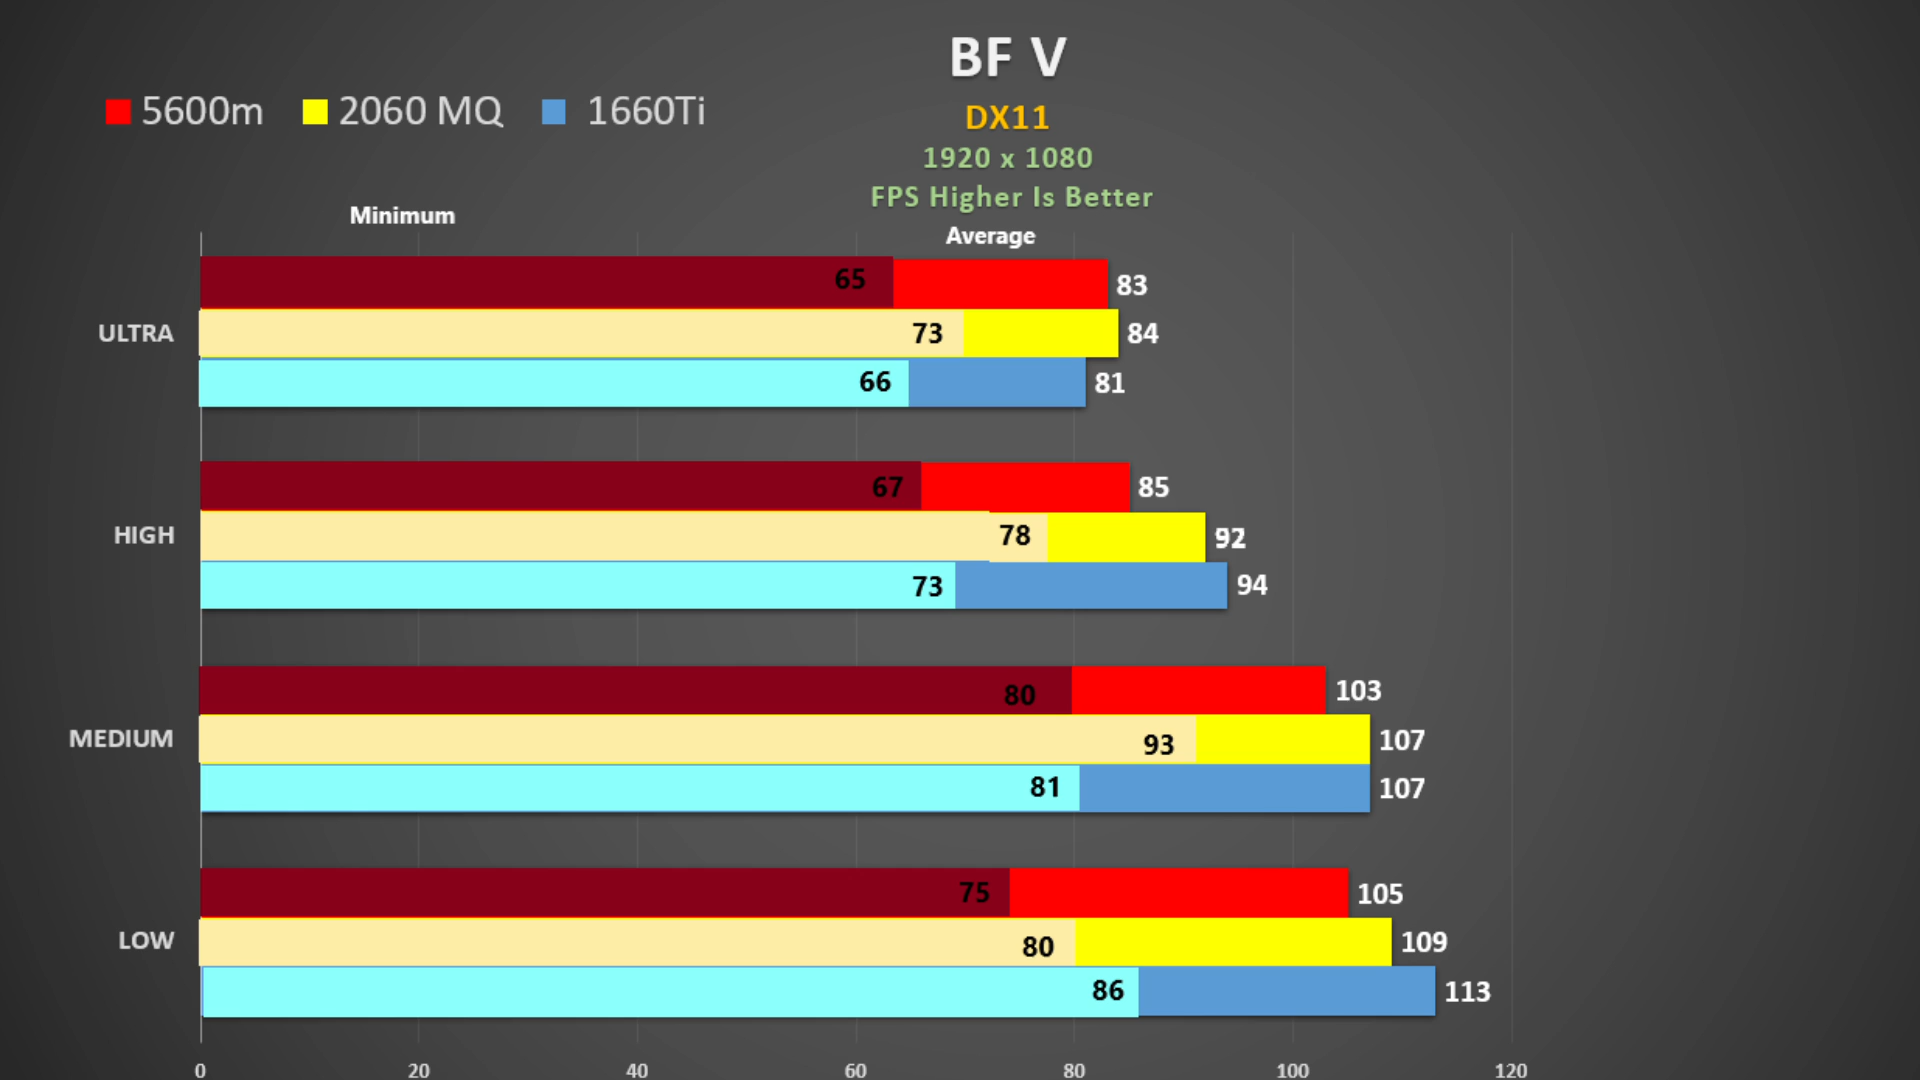 BF V
DX11
1920 x 1080
FPS Higher Is Better
5600m 2060 MQ 1660Ti
Minimum
Average
ULTRA
65 83
73 84
66 81
HIGH
67 85
78 92
73 94
MEDIUM
80 103
93 107
81 107
LOW
75 105
80 109
86 113
0 20 40 60 80 100 120